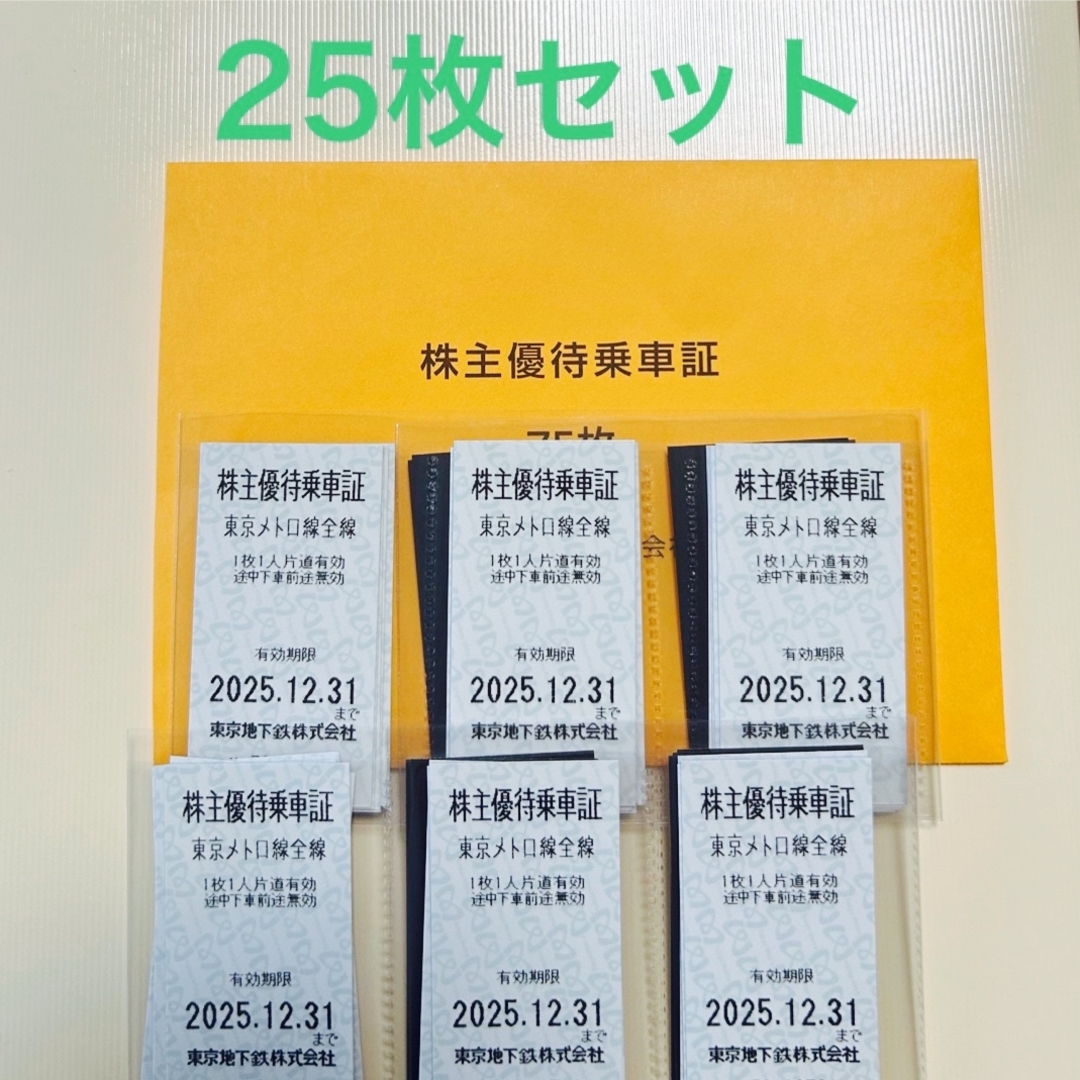 25枚セット
株主優待乗車証
株主優待乗車証
東京メトロ線全線
1枚1人片道有効
途中下車前途無効
有効期限
2025.12.31
まで
東京地下鉄株式会社
株主優待乗車証
東京メトロ線全線
1枚1人片道有効
途中下車前途無効
有効期限
2025.12.31
まで
東京地下鉄株式会社
株主優待乗車証
東京メトロ線全線
1枚1人片道有効
途中下車前途無効
有効期限
2025.12.31
まで
東京地下鉄株式会社
株主優待乗車証
東京メトロ線全線
1枚1人片道有効
途中下車前途無効
有効期限
2025.12.31
まで
東京地下鉄株式会社
株主優待乗車証
東京メトロ線全線
1枚1人片道有効
途中下車前途無効
有効期限
2025.12.31
まで
東京地下鉄株式会社
株主優待乗車証
東京メトロ線全線
1枚1人片道有効
途中下車前途無効
有効期限
2025.12.31
まで
東京地下鉄株式会社